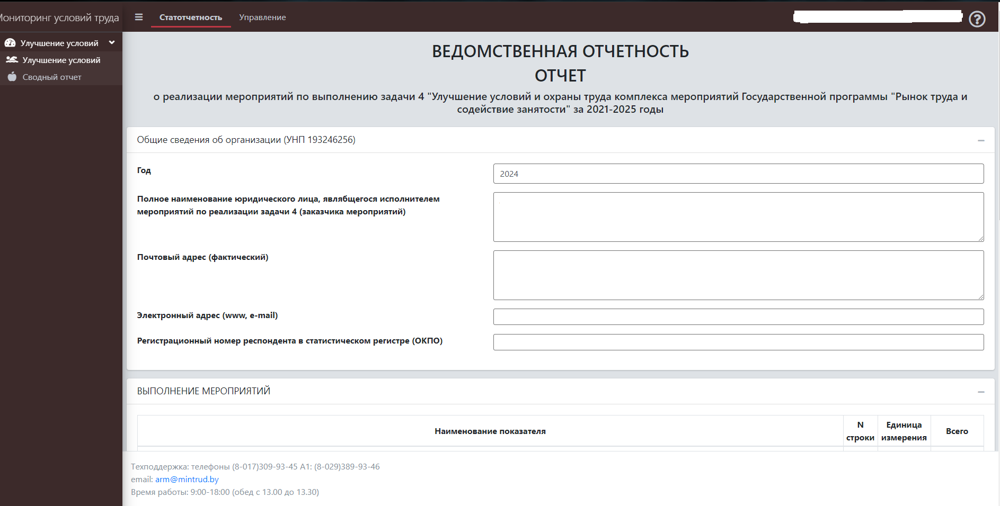 Мониторинг условий труда
Статотчетность
Управление
Улучшение условий
Улучшение условий
Сводный отчет
ВЕДОМСТВЕННАЯ ОТЧЕТНОСТЬ
ОТЧЕТ
о реализации мероприятий по выполнению задачи 4 "Улучшение условий и охраны труда комплекса мероприятий Государственной программы "Рынок труда и
содействие занятости" за 2021-2025 годы
Общие сведения об организации (УНП 193246256)
Год
2024
Полное наименование юридического лица, являбщегося исполнителем
мероприятий по реализации задачи 4 (заказчика мероприятий)
Почтовый адрес (фактический)
Электронный адрес (www, e-mail)
Регистрационный номер респондента в статистическом регистре (ОКПО)
ВЫПОЛНЕНИЕ МЕРОПРИЯТИЙ
Наименование показателя
N
строки
Единица
измерения
Всего
Техподдержка: телефоны (8-017)309-93-45 А1: (8-029)389-93-46
email: arm@mintrud.by
Время работы: 9:00-18:00 (обед с 13.00 до 13.30)